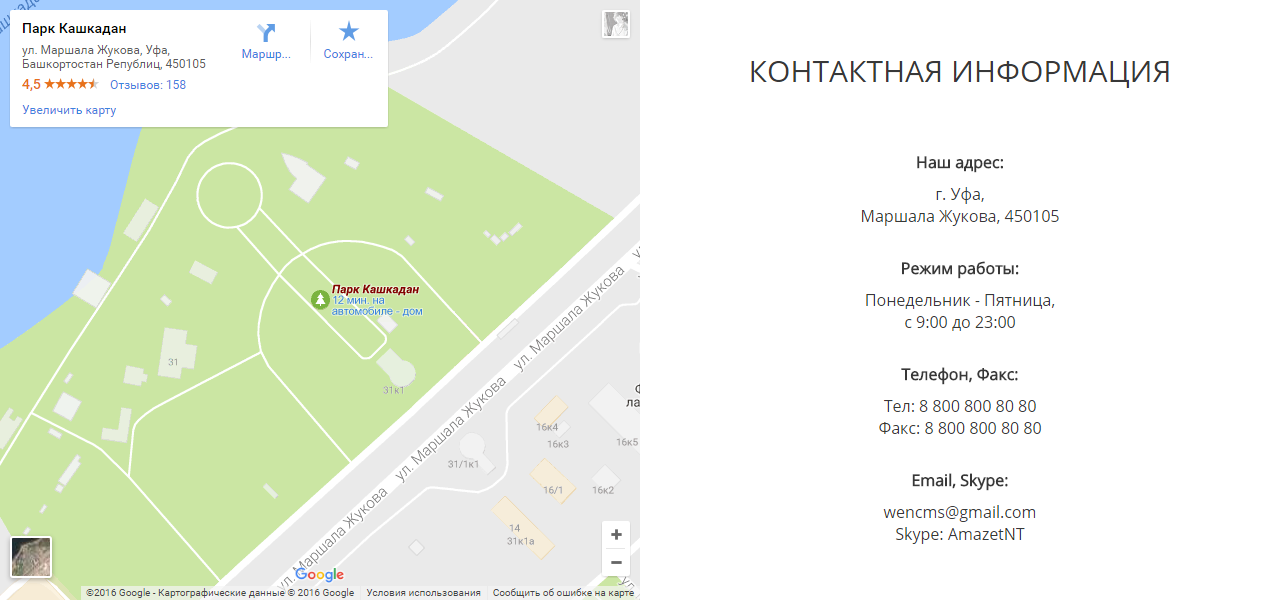 Парк Кашкадан
ул. Маршала Жукова, Уфа,
Башкортостан Републиц, 450105
4,5
Отзывов: 158
Увеличить карту
Маршр...
Сохран...
Парк Кашкадан
12 мин. на
автомобиле - дом
31
31к1
ул. Маршала Жукова
ул. Маршала Жукова
ул. Маршала Жукова
ул. Маршала Жукова
16к4
16к3
16к5
31/1к1
16/1
16к2
14
31к1а
Google
©2016 Google - Картографические данные © 2016 Google
Условия использования
Сообщить об ошибке на карте
КОНТАКТНАЯ ИНФОРМАЦИЯ
Наш адрес:
г. Уфа,
Маршала Жукова, 450105
Режим работы:
Понедельник - Пятница,
с 9:00 до 23:00
Телефон, Факс:
Тел: 8 800 800 80 80
Факс: 8 800 800 80 80
Email, Skype:
wencms@gmail.com
Skype: AmazetNT